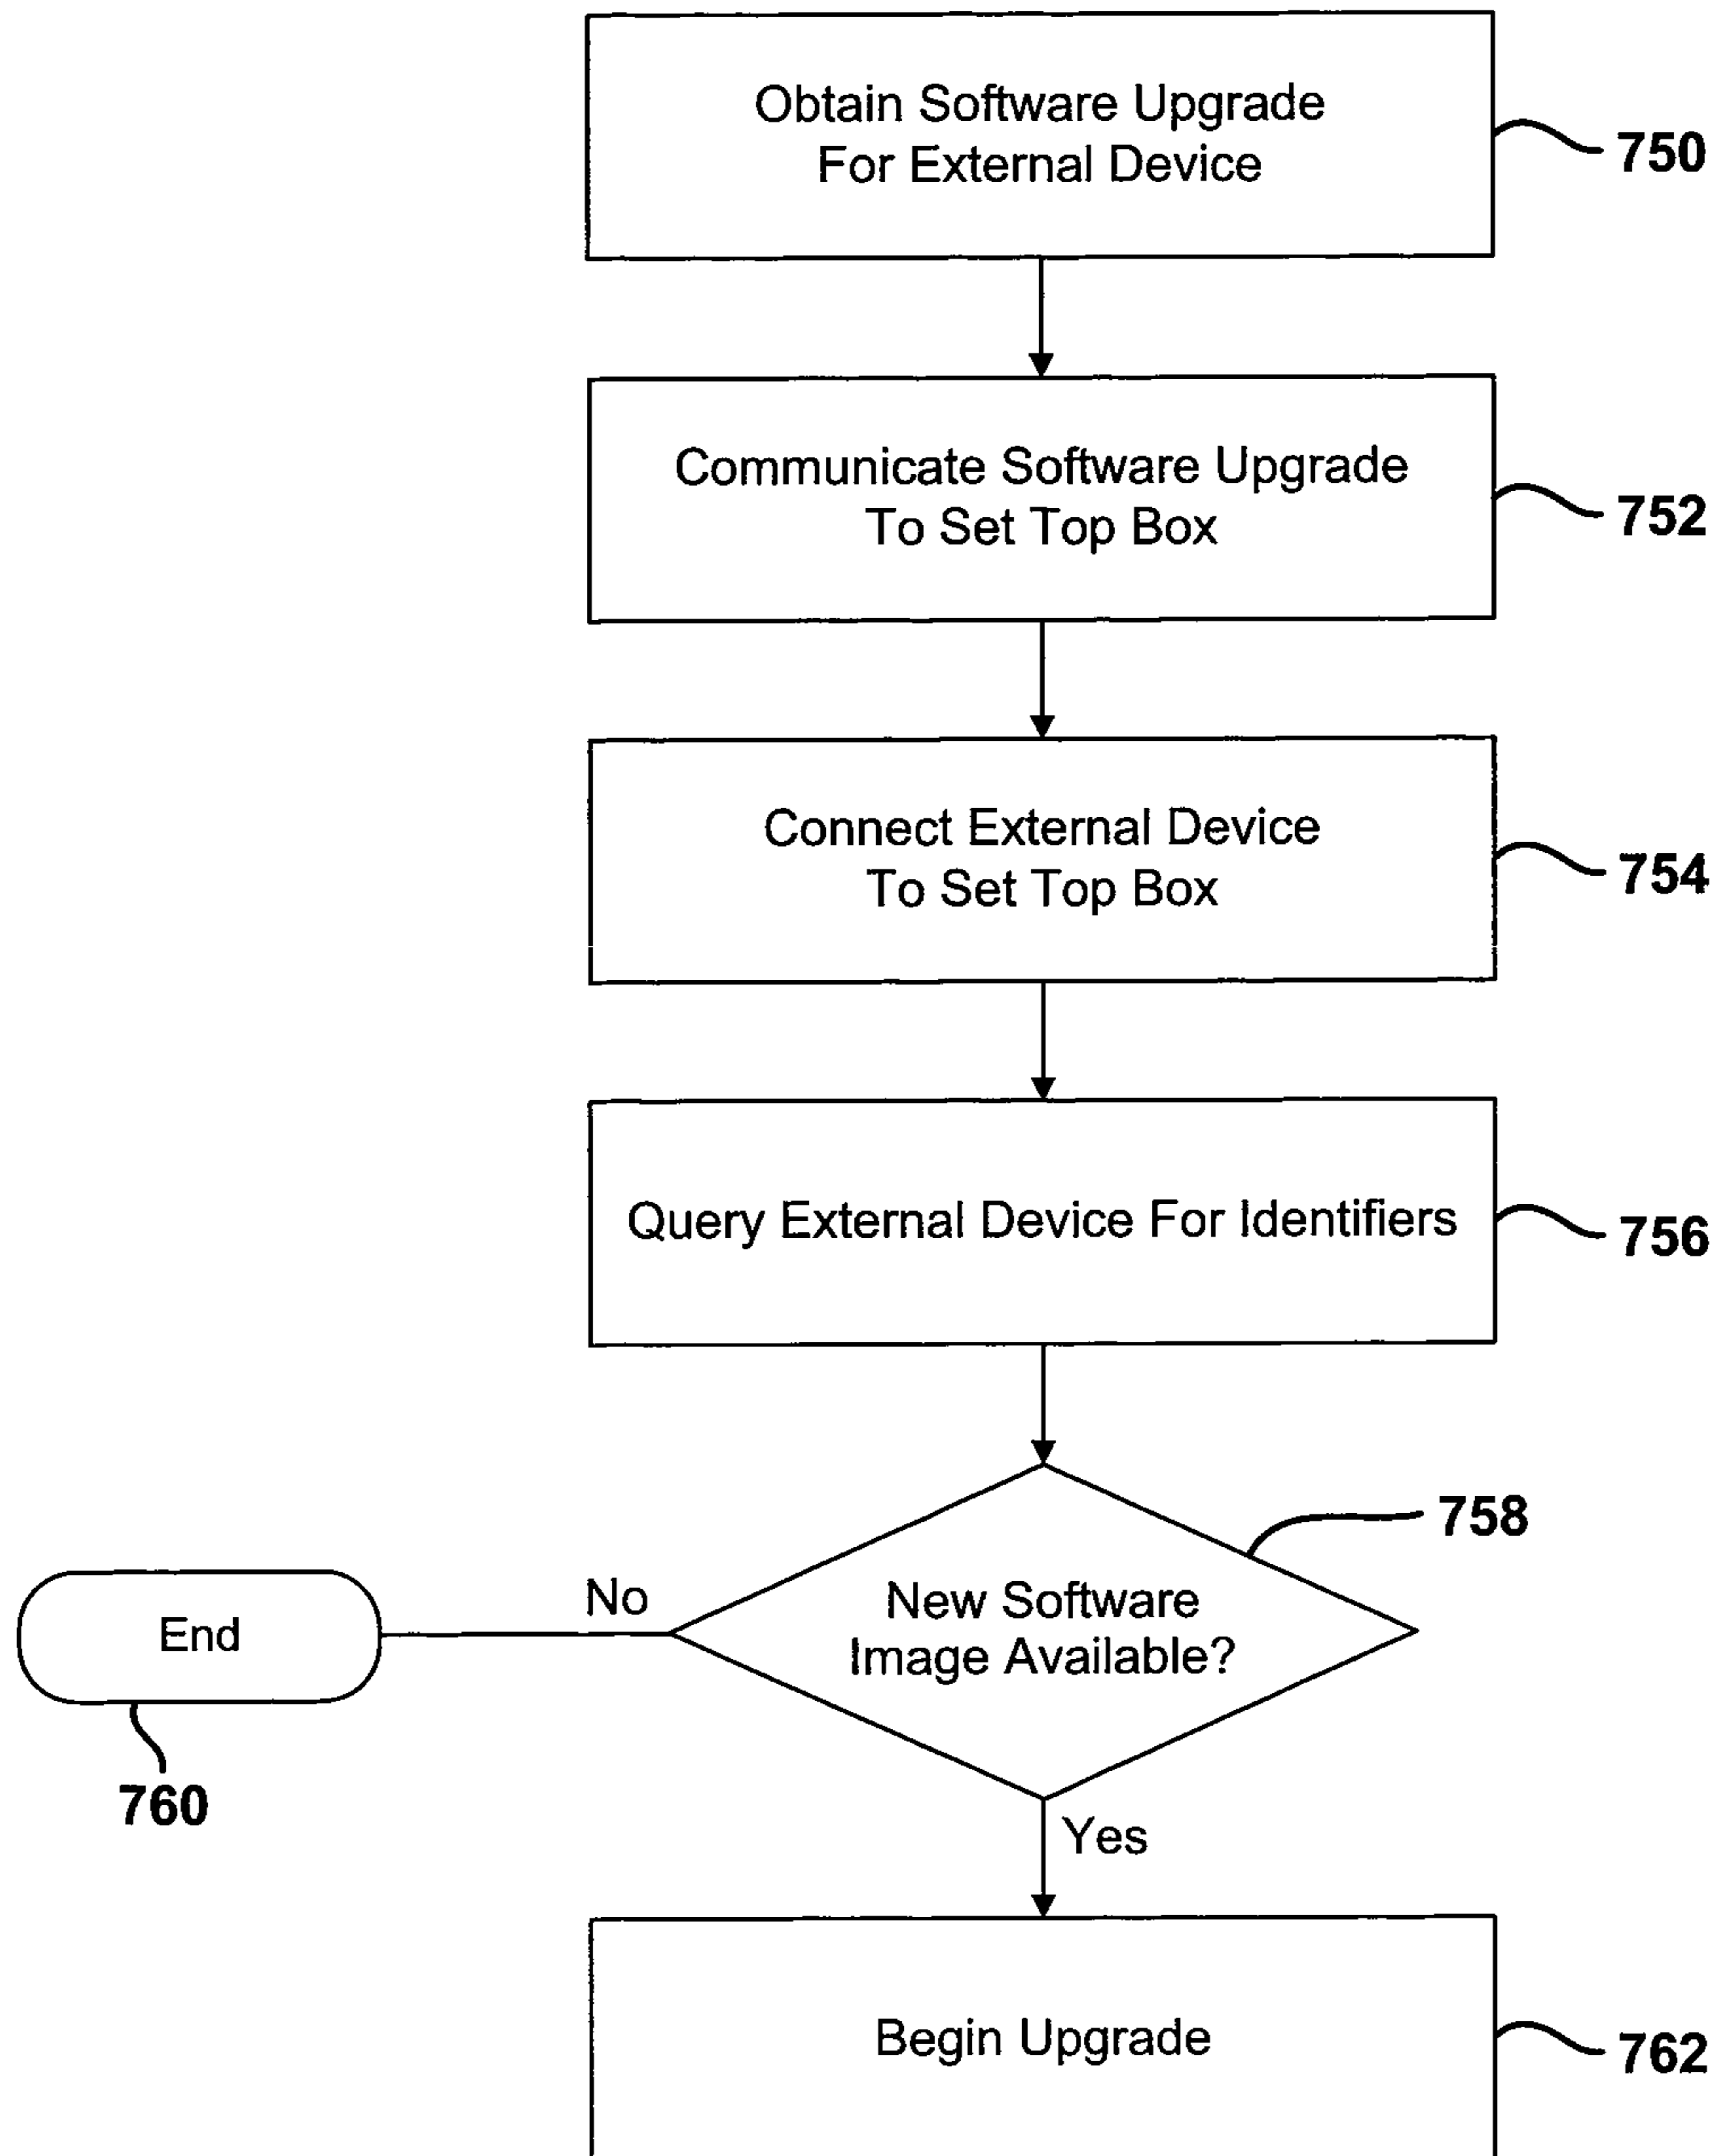 Obtain Software Upgrade
For External Device
750
Communicate Software Upgrade
To Set Top Box
752
Connect External Device
To Set Top Box
754
Query External Device For Identifiers
756
758
New Software
Image Available?
No
End
760
Yes
Begin Upgrade
762